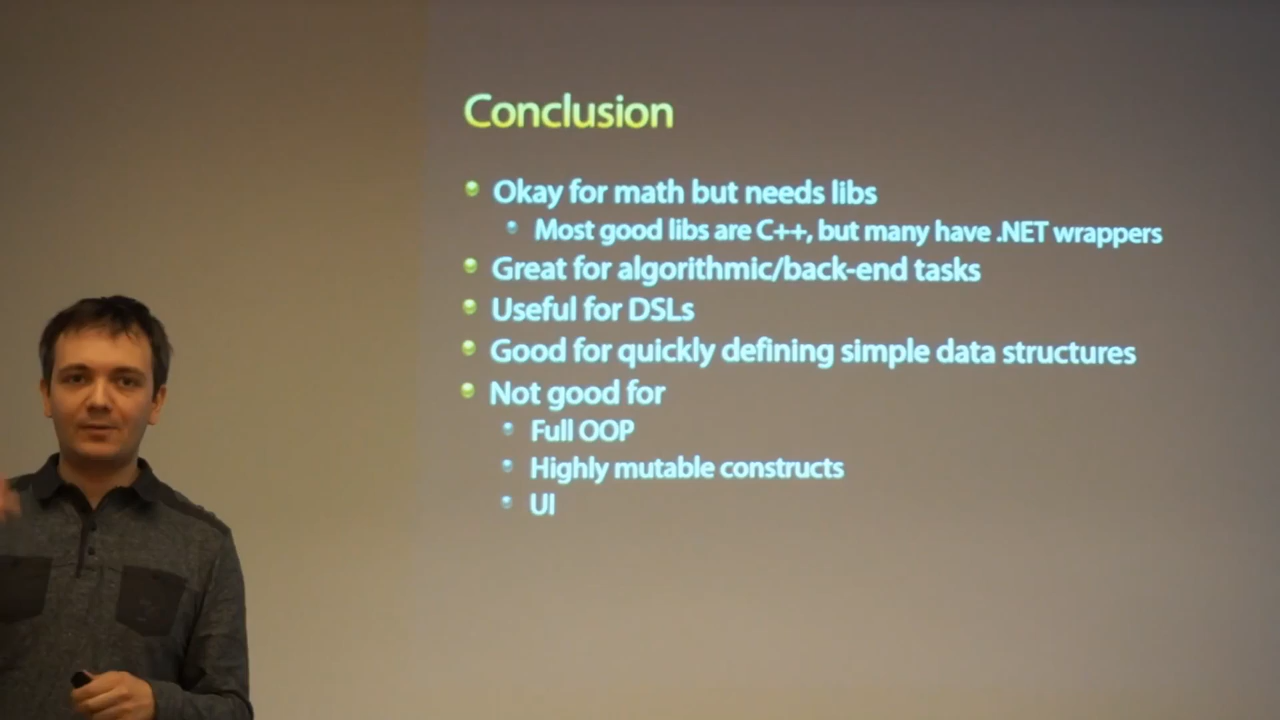 Conclusion
Okay for math but needs libs
Most good libs are C++, but many have .NET wrappers
Great for algorithmic/back-end tasks
Useful for DSLs
Good for quickly defining simple data structures
Not good for
Full OOP
Highly mutable constructs
UI